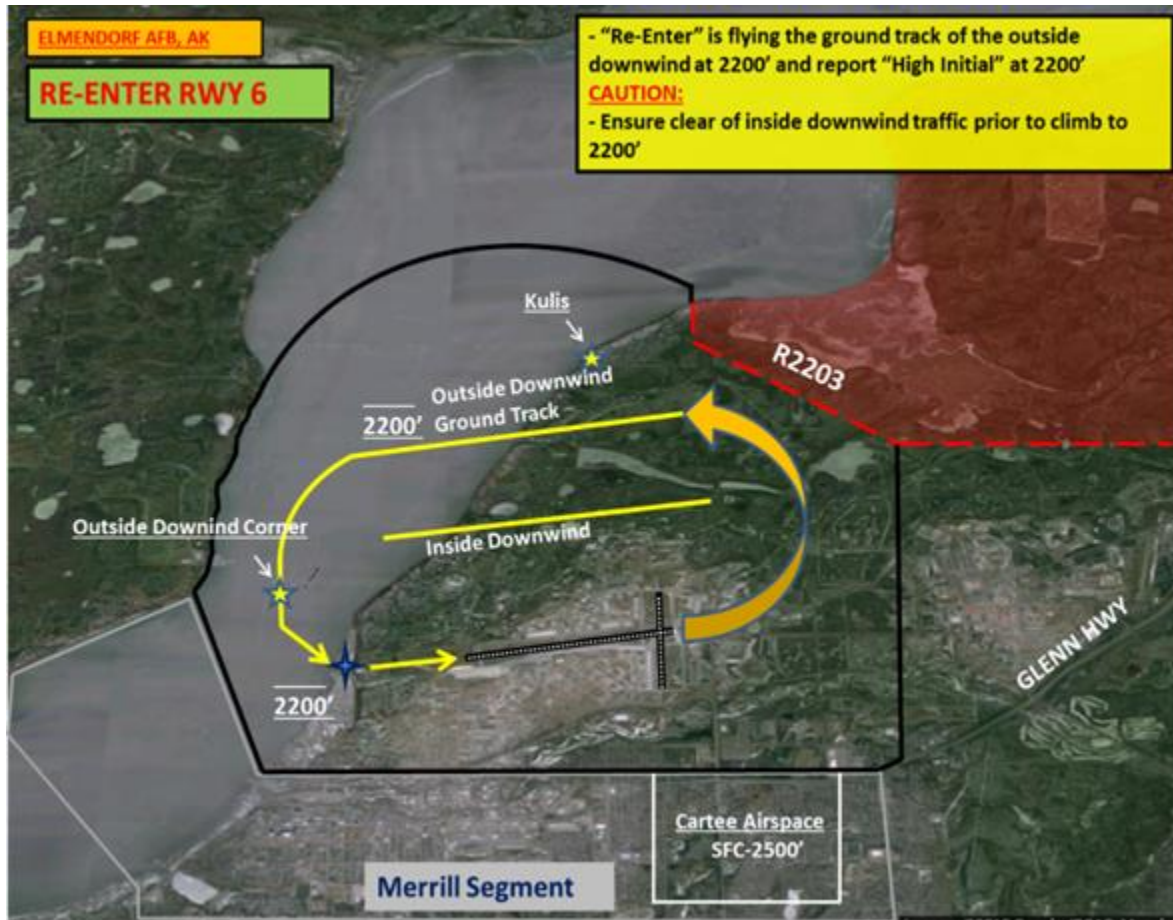 ELMENDORF AFB, AK
RE-ENTER RWY 6
- “Re-Enter” is flying the ground track of the outside
downwind at 2200’ and report “High Initial” at 2200’
CAUTION:
- Ensure clear of inside downwind traffic prior to climb to
2200’
Kulis
R2203
Outside Downwind
2200’ Ground Track
Outside Downind Corner
Inside Downwind
2200’
GLENN HWY
Cartee Airspace
SFC-2500’
Merrill Segment